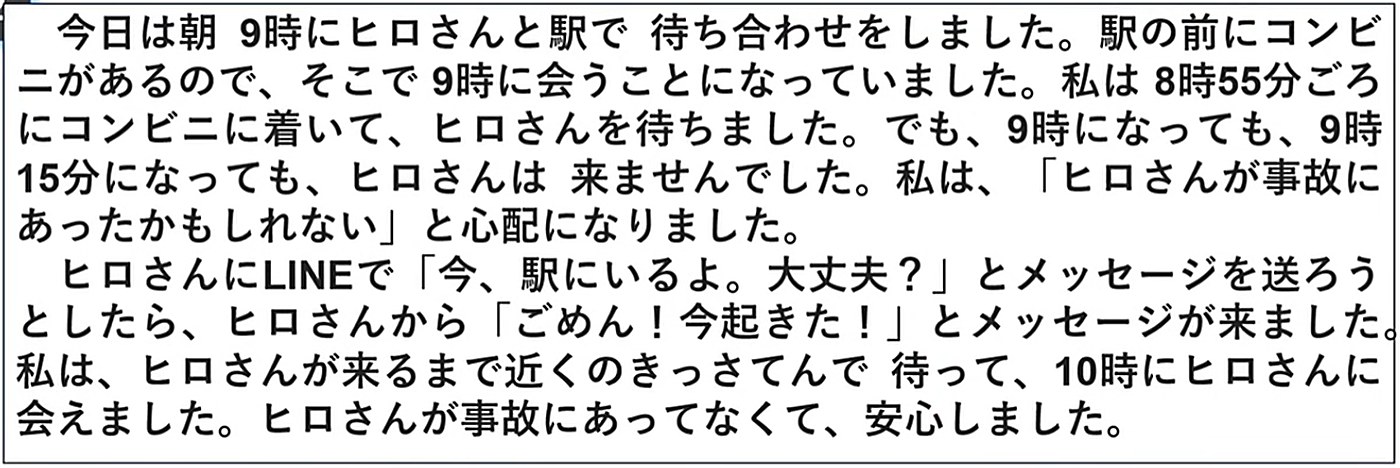 今日は朝 9時にヒロさんと駅で 待ち合わせをしました。駅の前にコンビ
ニがあるので、そこで 9時に会うことになっていました。私は 8時55分ごろ
にコンビニに着いて、ヒロさんを待ちました。でも、9時になっても、9時
15分になっても、ヒロさんは 来ませんでした。私は、「ヒロさんが事故に
あったかもしれない」と心配になりました。
ヒロさんにLINEで「今、駅にいるよ。大丈夫？」とメッセージを送ろう
としたら、ヒロさんから「ごめん！今起きた！」とメッセージが来ました。
私は、ヒロさんが来るまで近くのきっさてんで 待って、10時にヒロさんに
会えました。ヒロさんが事故にあってなくて、安心しました。